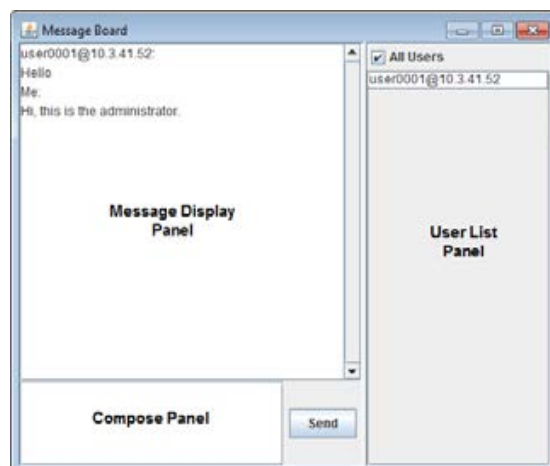 Message Board
user0001@10.3.41.52:
Hello
Me:
Hi, this is the administrator.
Message Display
Panel
All Users
user0001@10.3.41.52
User List
Panel
Compose Panel
Send